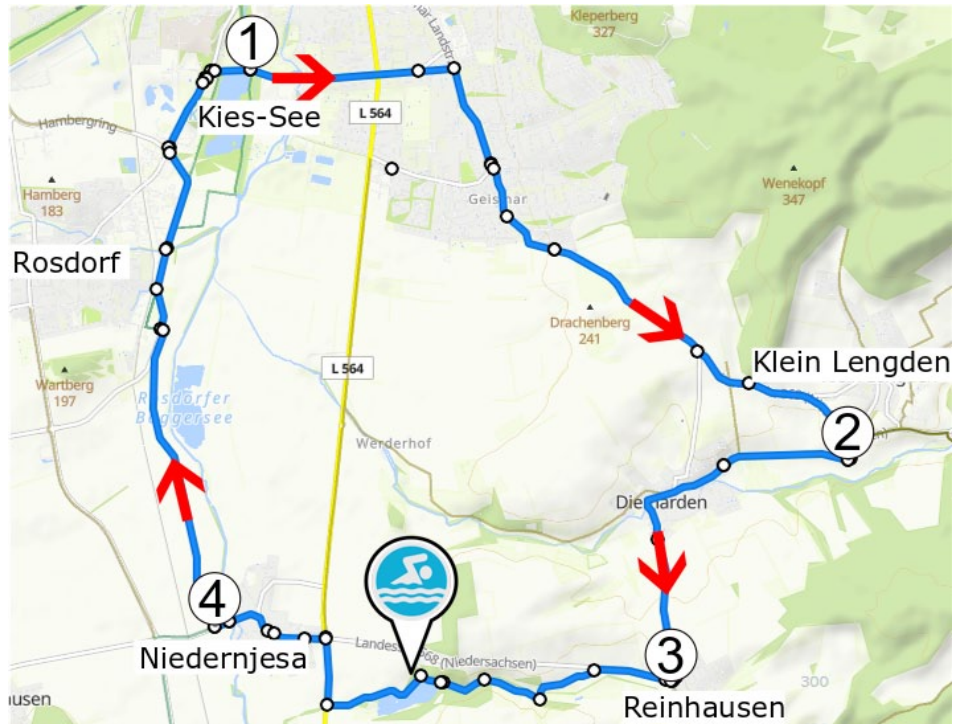 Kleperberg
327
1
Kies-See
L 564
Hambergring
Hamberg
183
Geismar
Wenekopf
347
Rosdorf
Drachenberg
241
Klein Lengden
L 564
Wartberg
197
Rosdorfer
Baggersee
2
Werderhof
Diemarden
4
3
Niedernjesa
(Niedersachsen)
300
Reinhausen